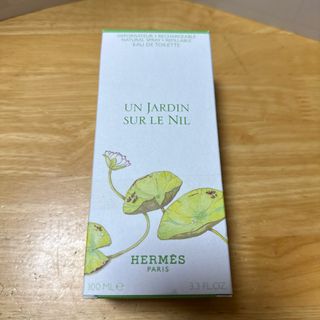 VAPORISATEUR • RECHARGEABLE
NATURAL SPRAY • REFILLABLE
EAU DE TOILETTE
UN JARDIN
SUR LE NIL
HERMÈS
PARIS
100 ML ℮ 3.3 FL.OZ